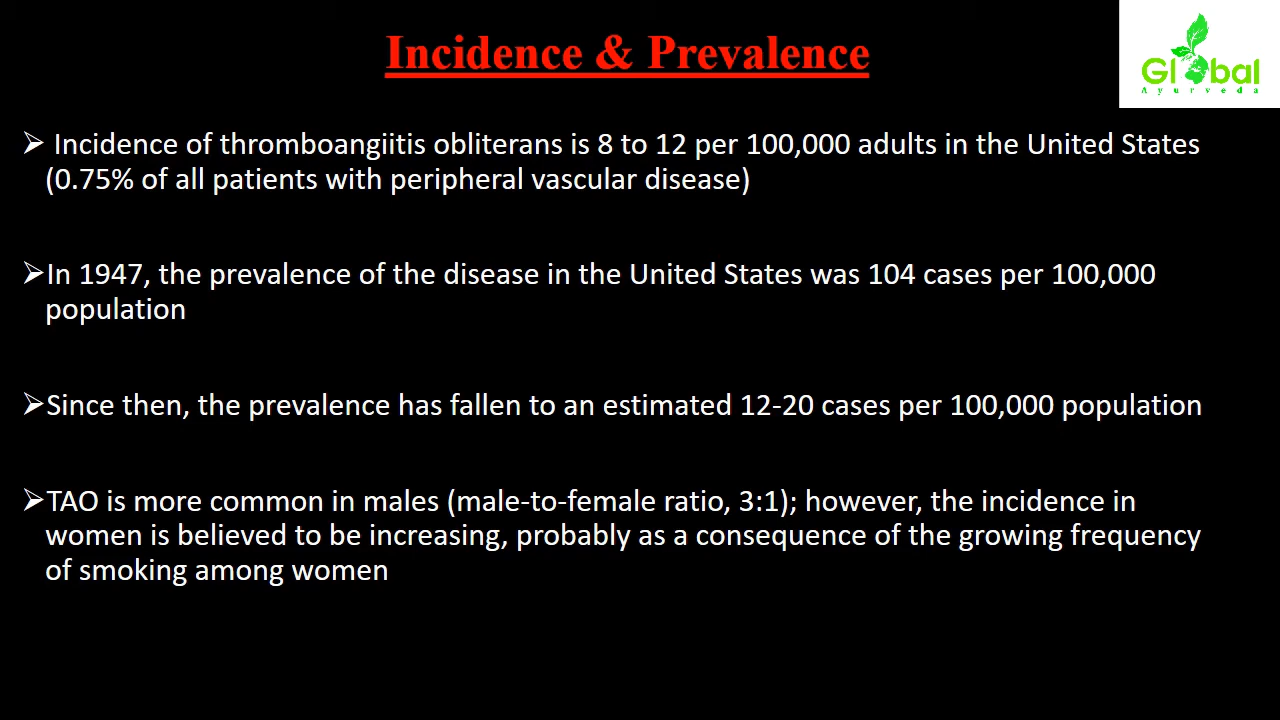 Incidence & Prevalence
Global
Ayurveda
➢ Incidence of thromboangiitis obliterans is 8 to 12 per 100,000 adults in the United States
(0.75% of all patients with peripheral vascular disease)
➢In 1947, the prevalence of the disease in the United States was 104 cases per 100,000
population
➢Since then, the prevalence has fallen to an estimated 12-20 cases per 100,000 population
➢TAO is more common in males (male-to-female ratio, 3:1); however, the incidence in
women is believed to be increasing, probably as a consequence of the growing frequency
of smoking among women